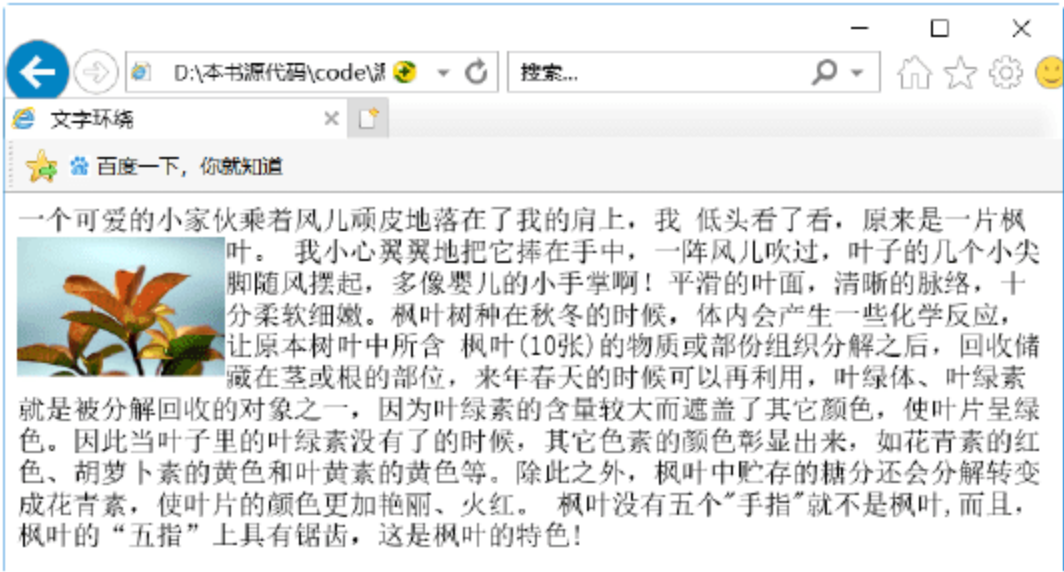 D:\本书源代码\code\
搜索...
文字环绕
百度一下，你就知道
一个可爱的小家伙乘着风儿顽皮地落在了我的肩上，我 低头看了看，原来是一片枫
叶。 我小心翼翼地把它捧在手中，一阵风儿吹过，叶子的几个小尖
脚随风摆起，多像婴儿的小手掌啊！平滑的叶面，清晰的脉络，十
分柔软细嫩。枫叶树种在秋冬的时候，体内会产生一些化学反应，
让原本树叶中所含 枫叶(10张)的物质或部份组织分解之后，回收储
藏在茎或根的部位，来年春天的时候可以再利用，叶绿体、叶绿素
就是被分解回收的对象之一，因为叶绿素的含量较大而遮盖了其它颜色，使叶片呈绿
色。因此当叶子里的叶绿素没有了的时候，其它色素的颜色彰显出来，如花青素的红
色、胡萝卜素的黄色和叶黄素的黄色等。除此之外，枫叶中贮存的糖分还会分解转变
成花青素，使叶片的颜色更加艳丽、火红。 枫叶没有五个"手指"就不是枫叶,而且，
枫叶的“五指”上具有锯齿，这是枫叶的特色!